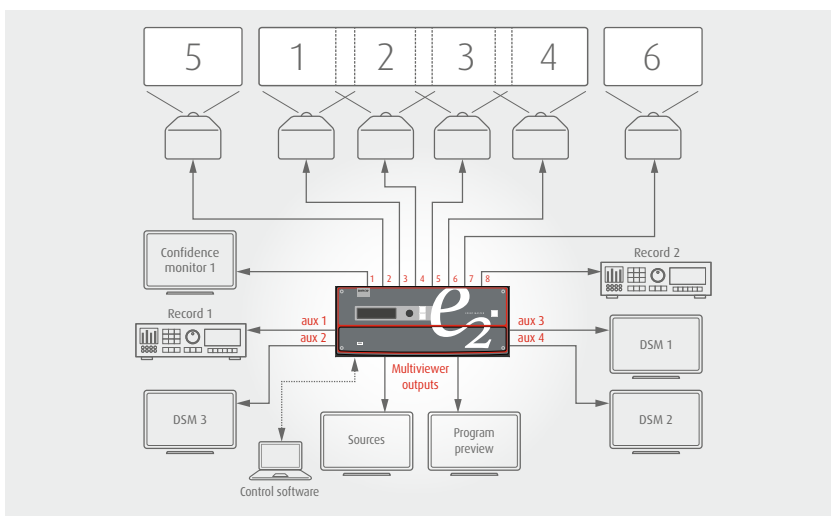 5 1 2 3 4 6
Confidence
monitor 1
Record 2
1 2 3 4 5 6 7 8
Record 1
aux 1
aux 2
e2
aux 3
aux 4
DSM 1
Multiviewer
outputs
DSM 3
Sources
Program
preview
DSM 2
Control software